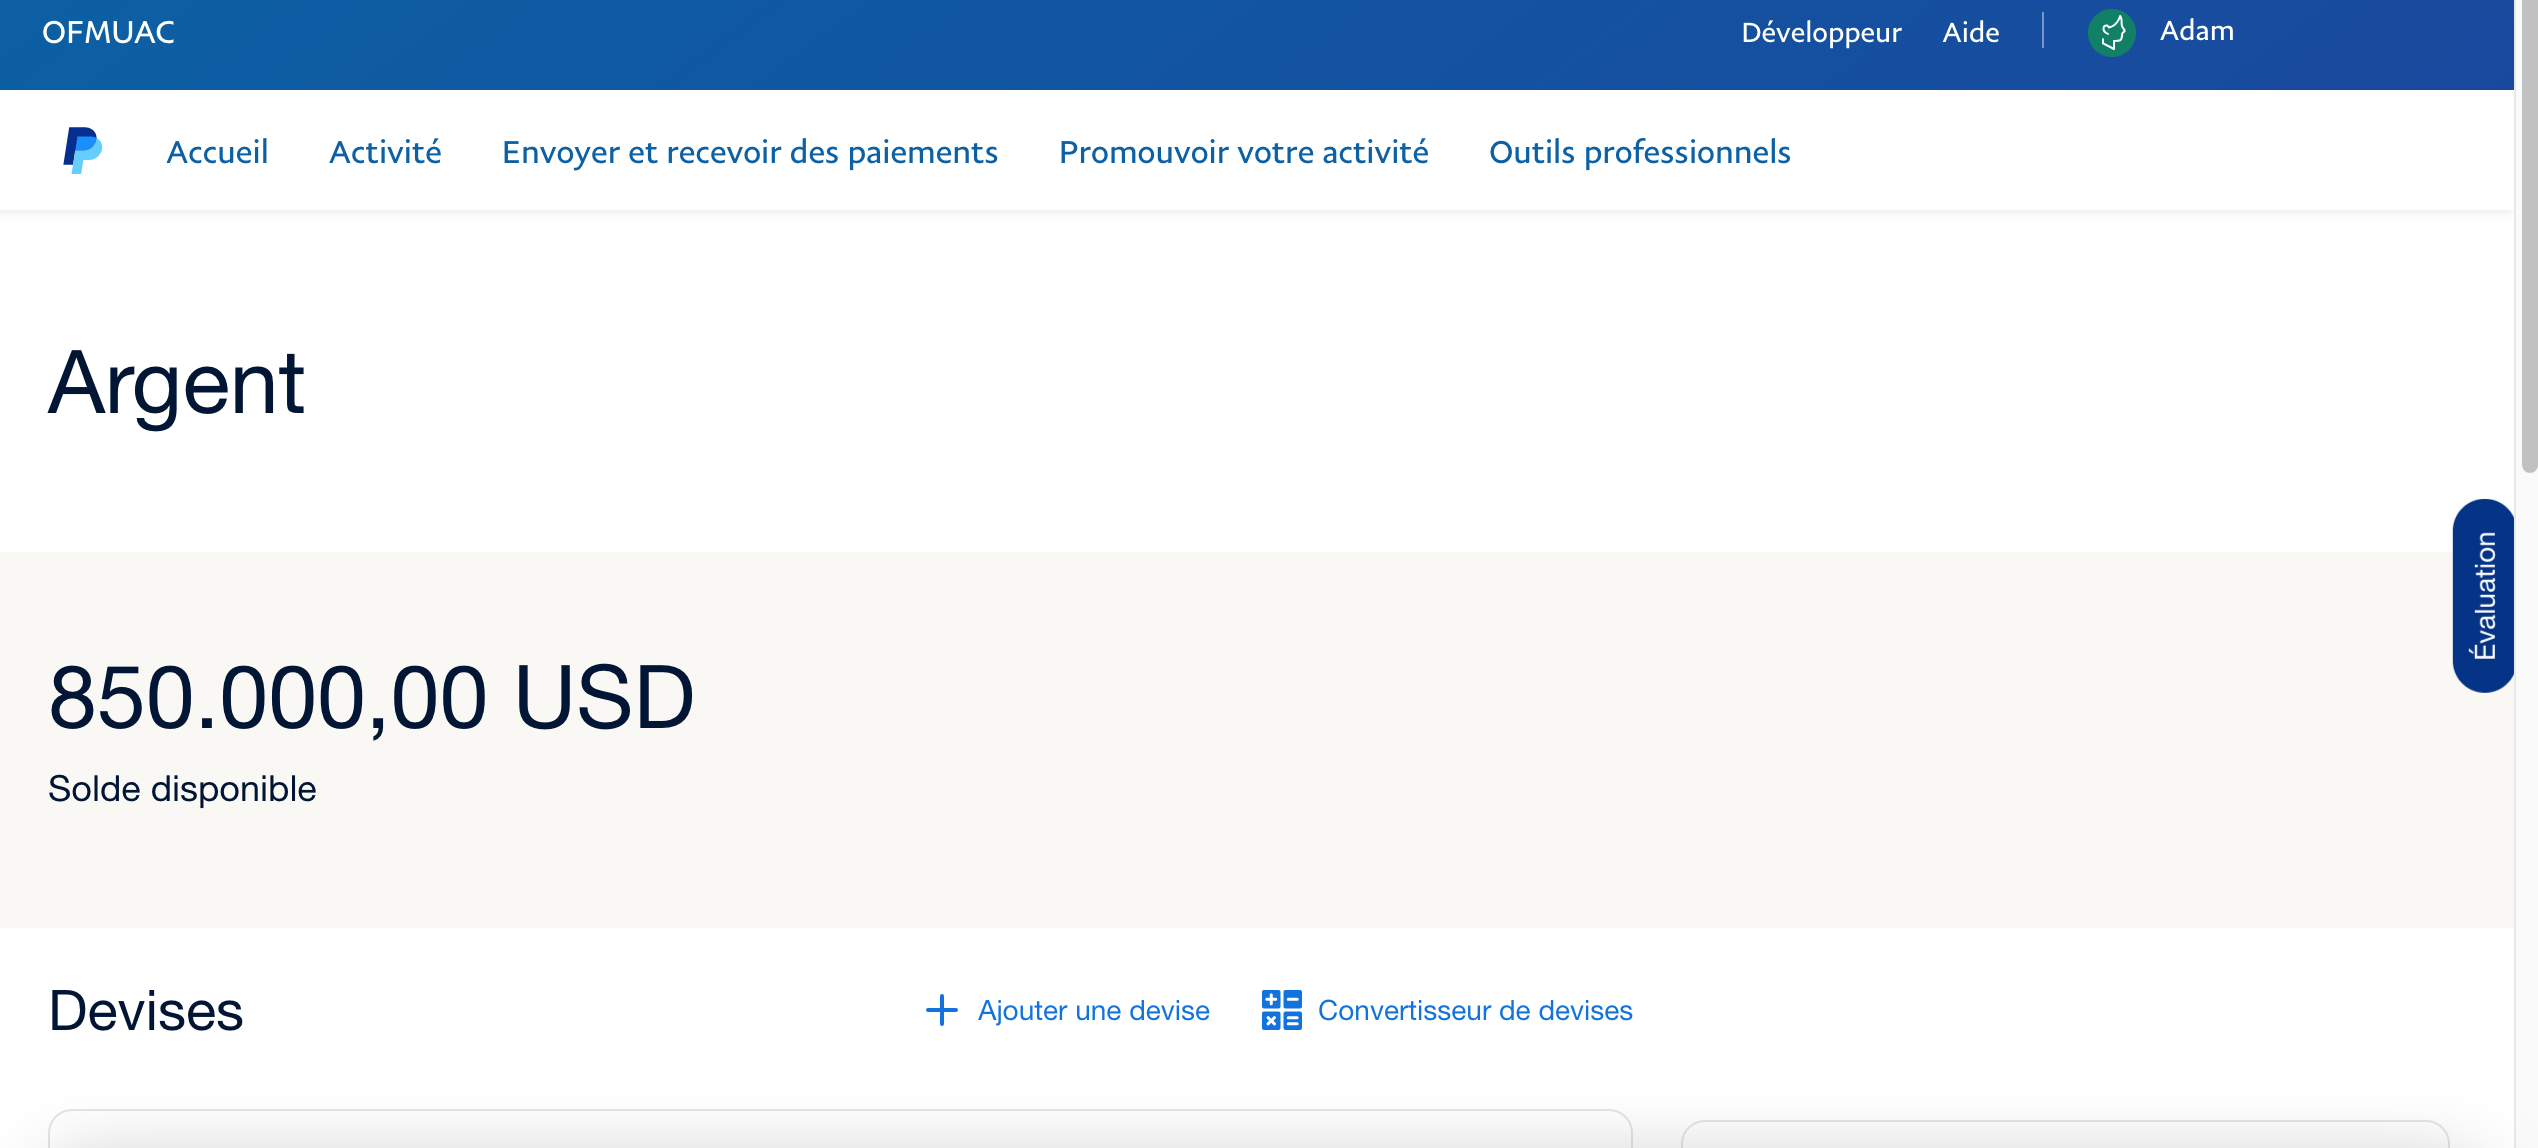 OFMUAC
Développeur Aide Adam
Accueil Activité Envoyer et recevoir des paiements Promouvoir votre activité Outils professionnels
Argent
850.000,00 USD
Solde disponible
Évaluation
Devises
Ajouter une devise
Convertisseur de devises